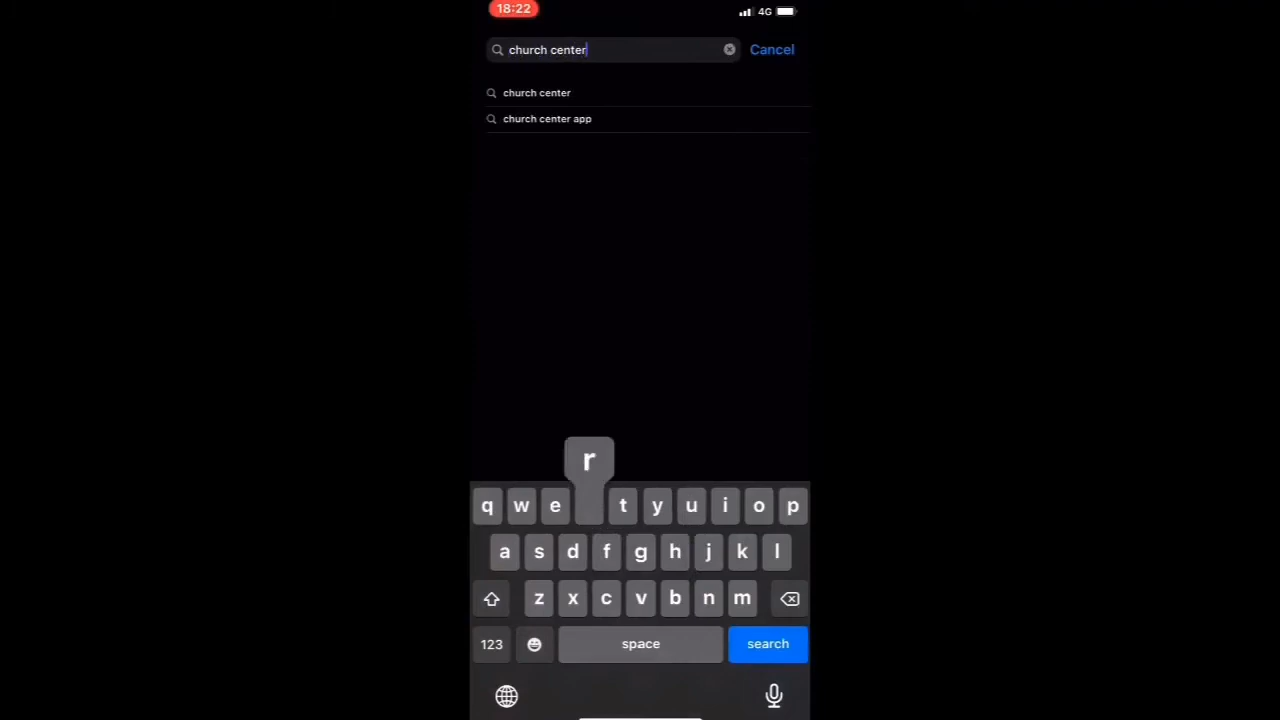 18:22
4G
church center
Cancel
church center
church center app
r
q w e t y u i o p
a s d f g h j k l
z x c v b n m
123 space search